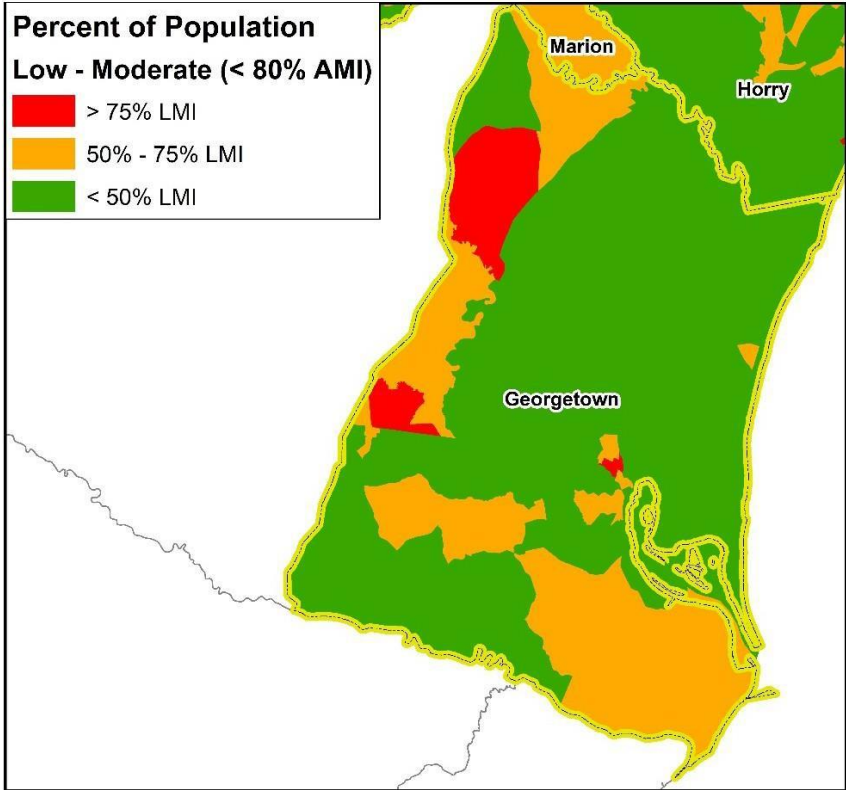 Percent of Population
Low - Moderate (< 80% AMI)
> 75% LMI
50% - 75% LMI
< 50% LMI
Marion
Horry
Georgetown